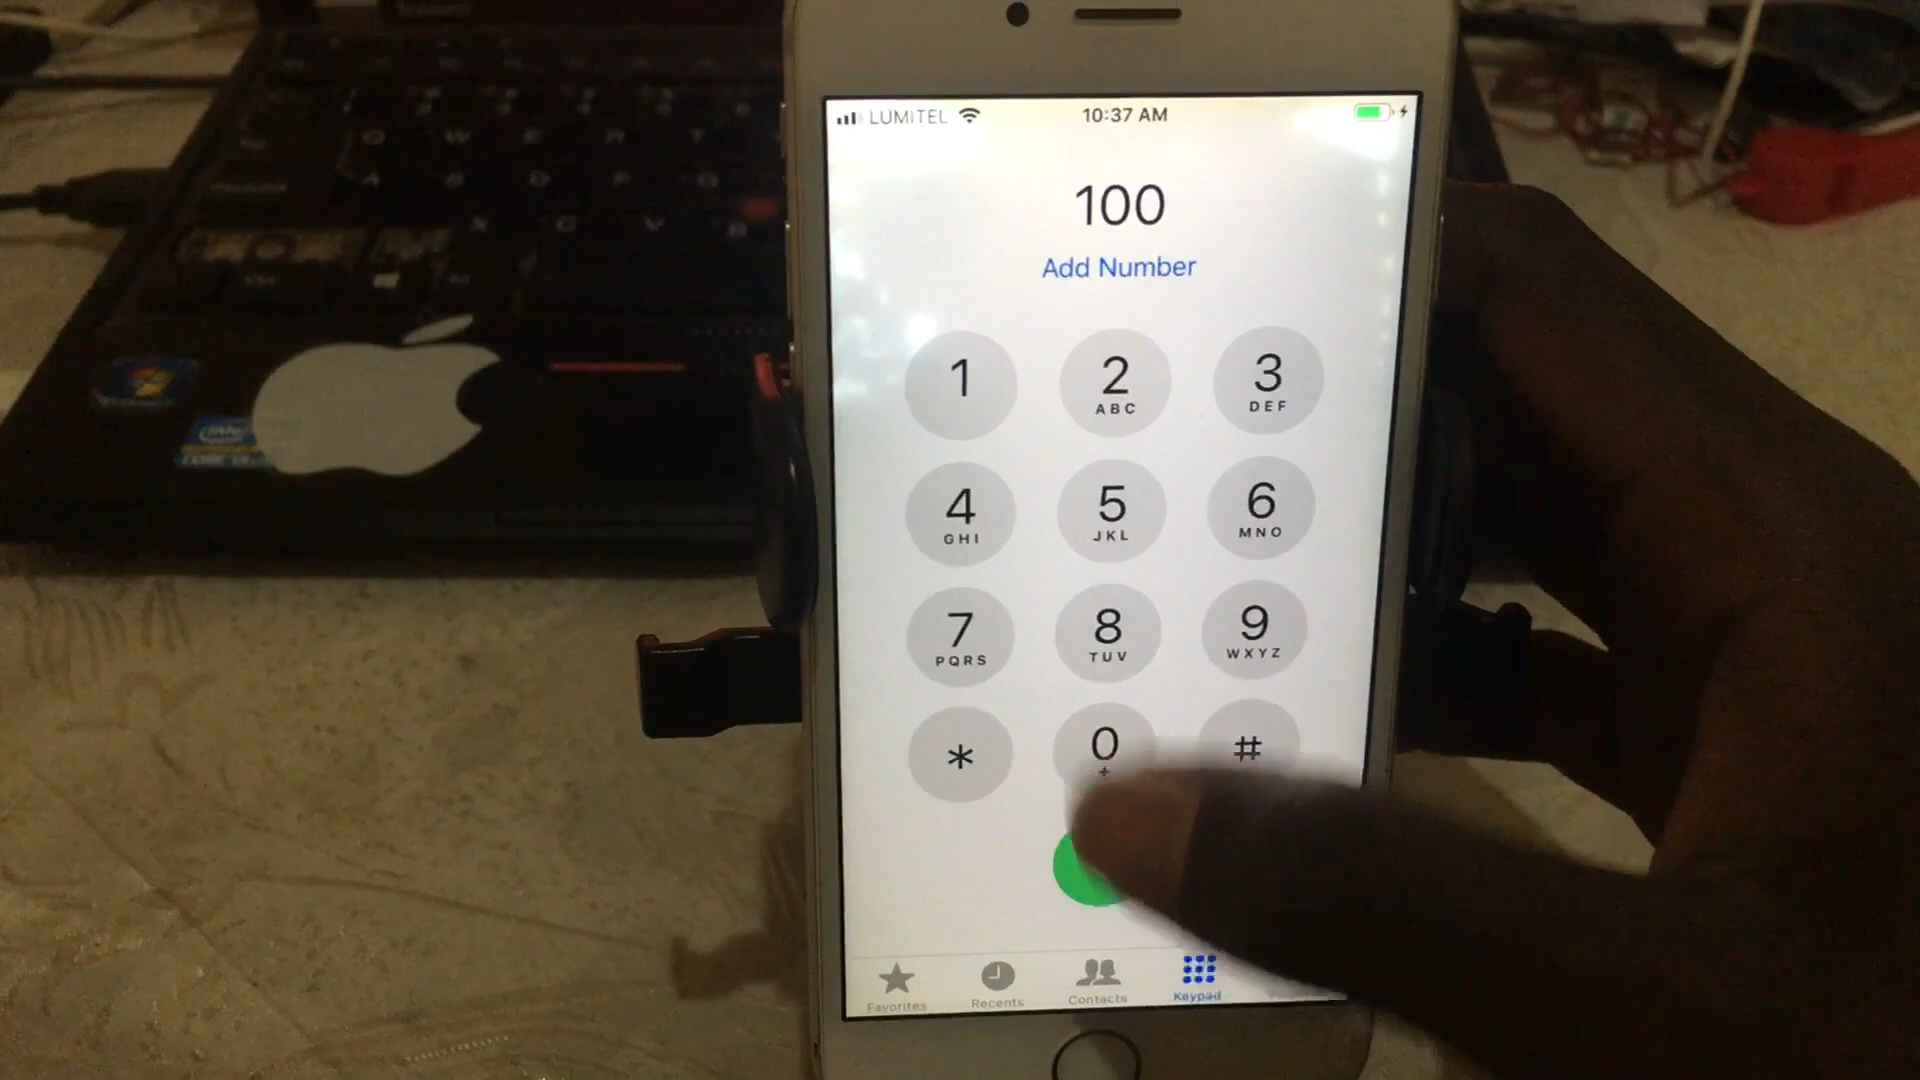 LUMITEL
10:37 AM
100
Add Number
1
2
ABC
3
DEF
4
GHI
5
JKL
6
MNO
7
PQRS
8
TUV
9
WXYZ
*
0
+
#
Favorites
Recents
Contacts
Keypad
Q W E R T
A S D F G
X C V B
intel